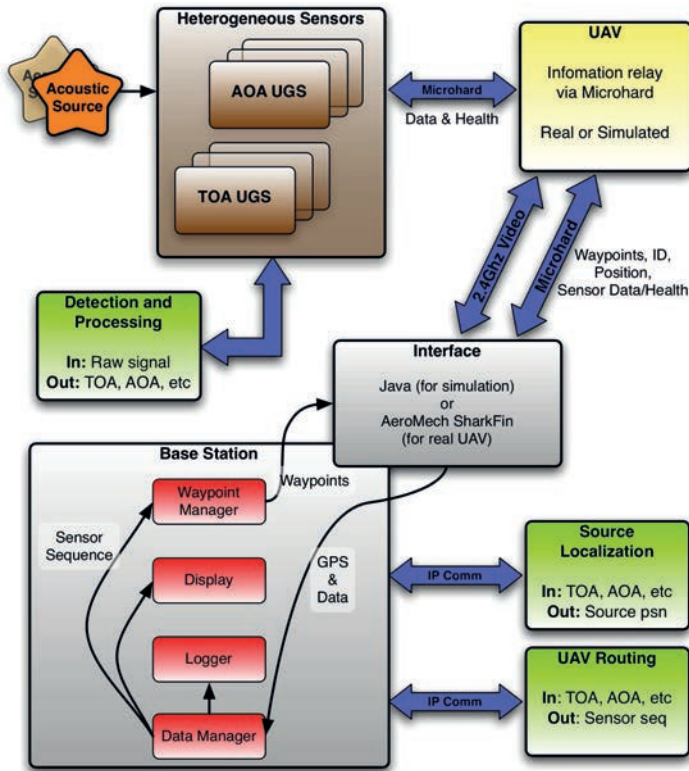 Heterogeneous Sensors
UAV
Acoustic
Source
AOA UGS
TOA UGS
Microhard
Data & Health
Infomation relay
via Microhard
Real or Simulated
2.4Ghz Video
Microhard
Waypoints, ID,
Position,
Sensor Data/Health
Detection and
Processing
In: Raw signal
Out: TOA, AOA, etc
Interface
Java (for simulation)
or
AeroMech SharkFin
(for real UAV)
Base Station
Waypoint
Manager
Waypoints
Sensor
Sequence
Display
GPS
&
Data
Logger
Data Manager
IP Comm
Source
Localization
In: TOA, AOA, etc
Out: Source psn
IP Comm
UAV Routing
In: TOA, AOA, etc
Out: Sensor seq